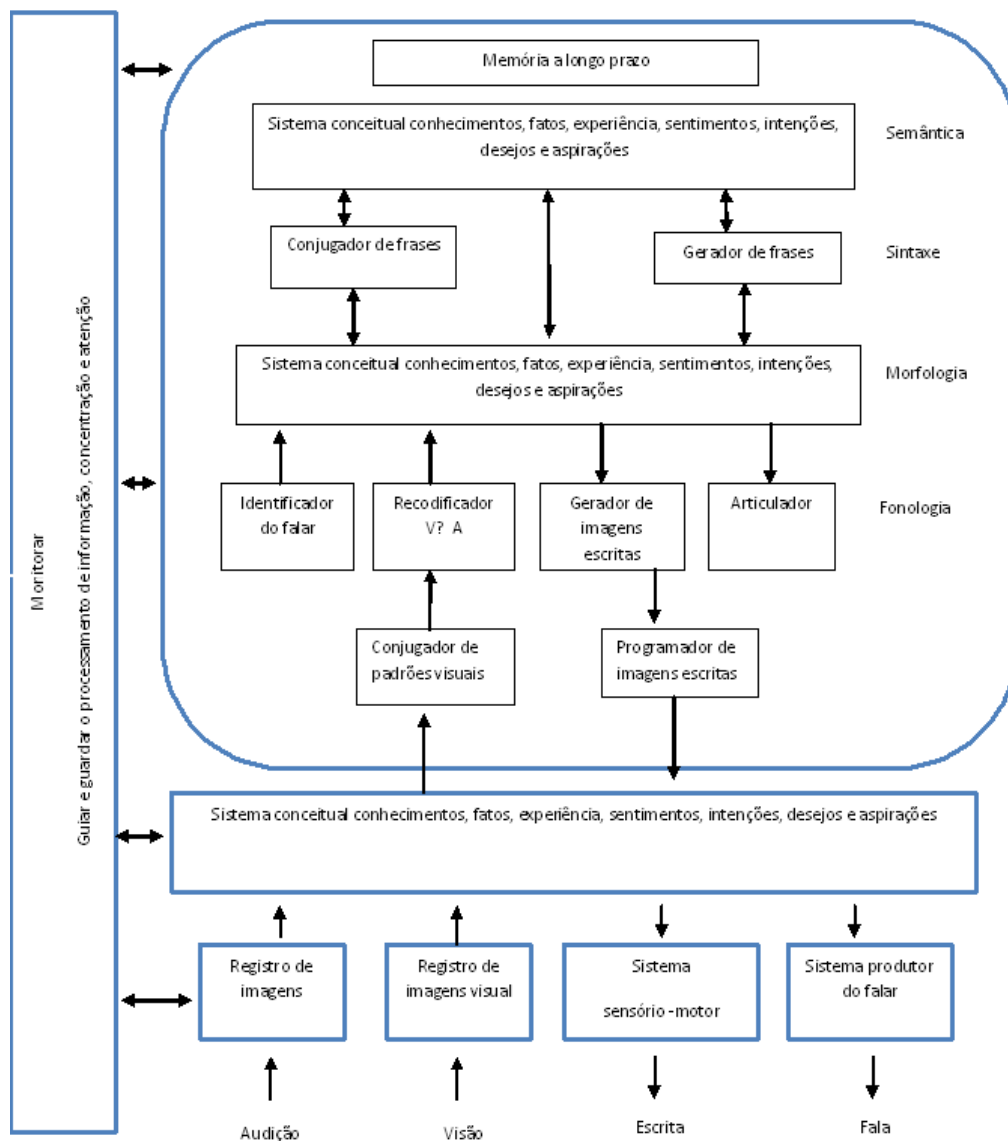 Memória a longo prazo
Sistema conceitual conhecimentos, fatos, experiência, sentimentos, intenções,
desejos e aspirações
Semântica
Conjugador de frases
Gerador de frases
Sintaxe
Sistema conceitual conhecimentos, fatos, experiência, sentimentos, intenções,
desejos e aspirações
Morfologia
Identificador
do falar
Recodificador
V? A
Gerador de
imagens
escritas
Articulador
Fonologia
Conjugador de
padrões visuais
Programador de
imagens escritas
Monitorar
Guiar e guardar o processamento de informação, concentração e atenção
Sistema conceitual conhecimentos, fatos, experiência, sentimentos, intenções, desejos e aspirações
Registro de
imagens
Registro de
imagens visual
Sistema
sensório -motor
Sistema produtor
do falar
Audição
Visão
Escrita
Fala